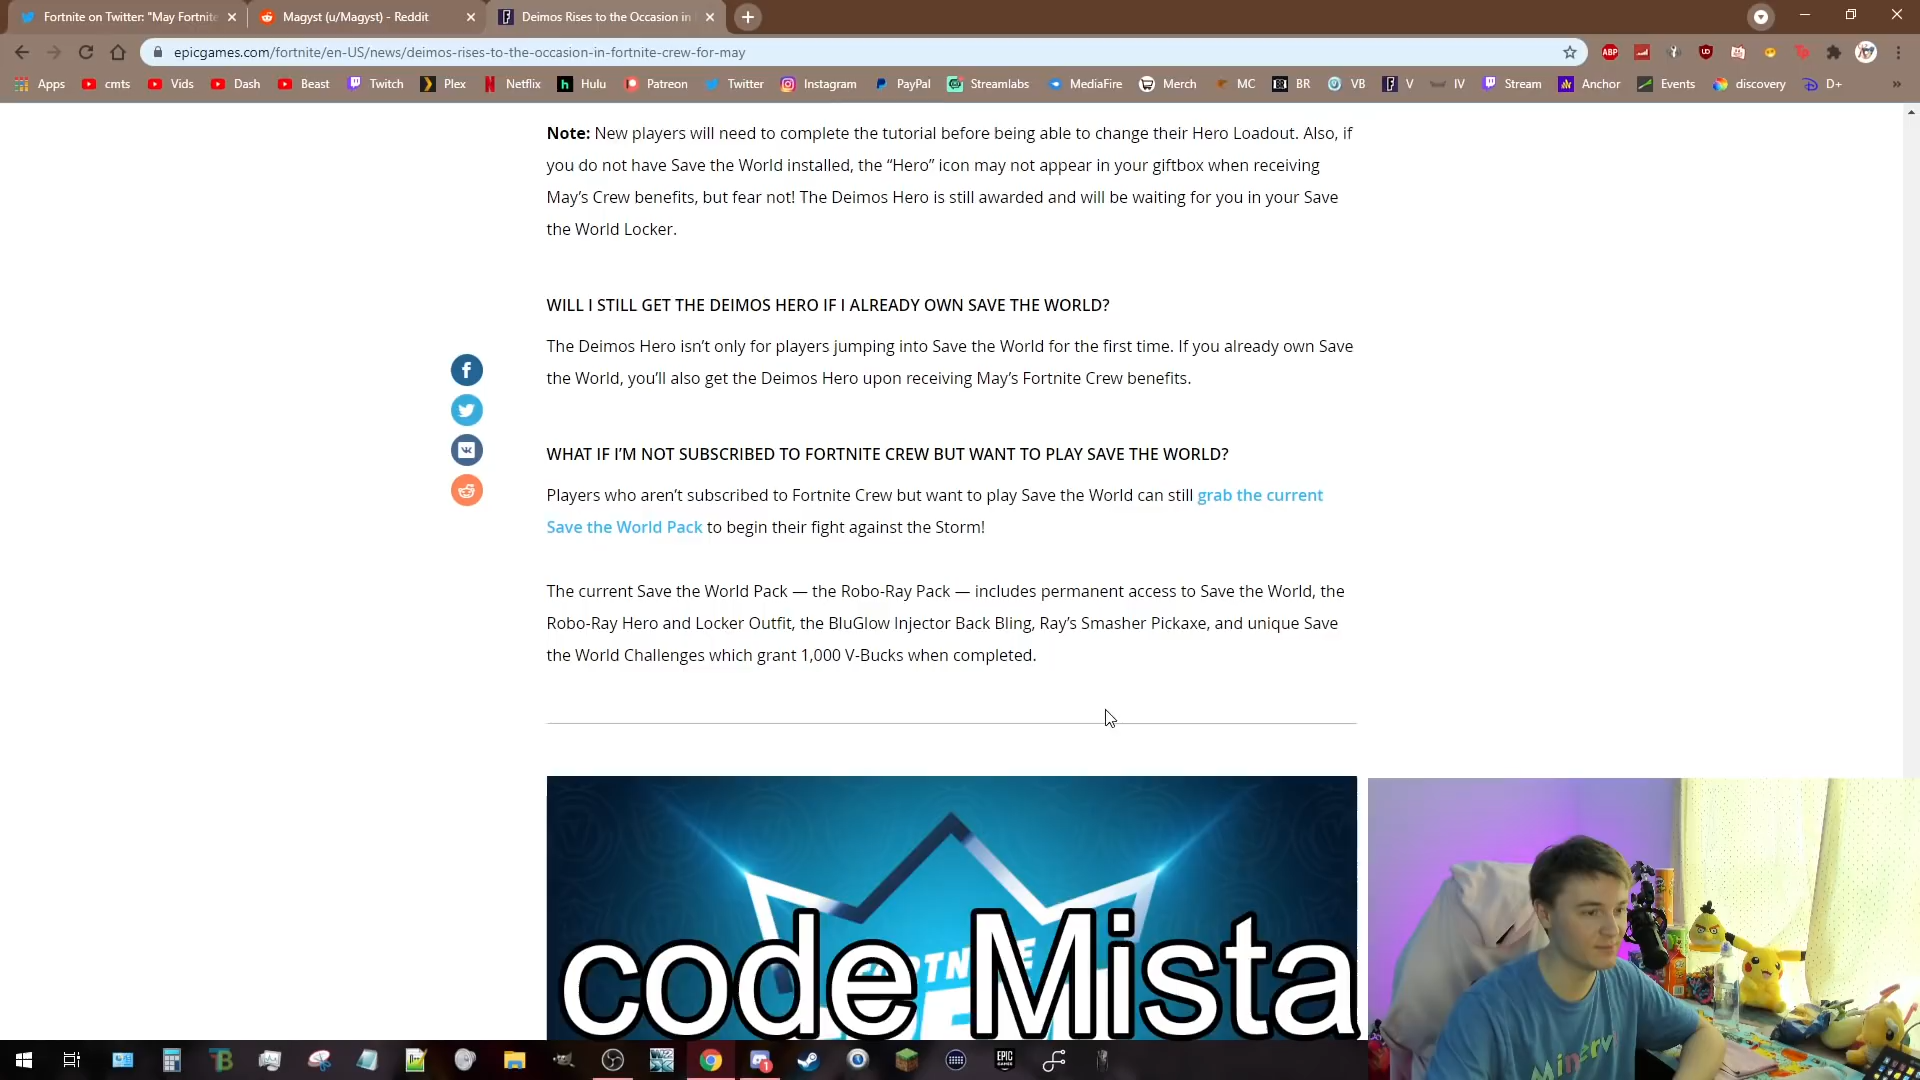 Fortnite on Twitter: "May Fortnite
Magyst (u/Magyst) - Reddit
Deimos Rises to the Occasion in
epicgames.com/fortnite/en-US/news/deimos-rises-to-the-occasion-in-fortnite-crew-for-may
ABP
Apps cmts Vids Dash Beast Twitch Plex Netflix Hulu Patreon Twitter Instagram PayPal Streamlabs MediaFire Merch MC BR VB V IV Stream Anchor Events discovery D+
Note: New players will need to complete the tutorial before being able to change their Hero Loadout. Also, if
you do not have Save the World installed, the “Hero” icon may not appear in your giftbox when receiving
May’s Crew benefits, but fear not! The Deimos Hero is still awarded and will be waiting for you in your Save
the World Locker.
WILL I STILL GET THE DEIMOS HERO IF I ALREADY OWN SAVE THE WORLD?
The Deimos Hero isn’t only for players jumping into Save the World for the first time. If you already own Save
the World, you’ll also get the Deimos Hero upon receiving May’s Fortnite Crew benefits.
WHAT IF I’M NOT SUBSCRIBED TO FORTNITE CREW BUT WANT TO PLAY SAVE THE WORLD?
Players who aren’t subscribed to Fortnite Crew but want to play Save the World can still grab the current
Save the World Pack to begin their fight against the Storm!
The current Save the World Pack — the Robo-Ray Pack — includes permanent access to Save the World, the
Robo-Ray Hero and Locker Outfit, the BluGlow Injector Back Bling, Ray’s Smasher Pickaxe, and unique Save
the World Challenges which grant 1,000 V-Bucks when completed.
code Mista
EPIC GAMES